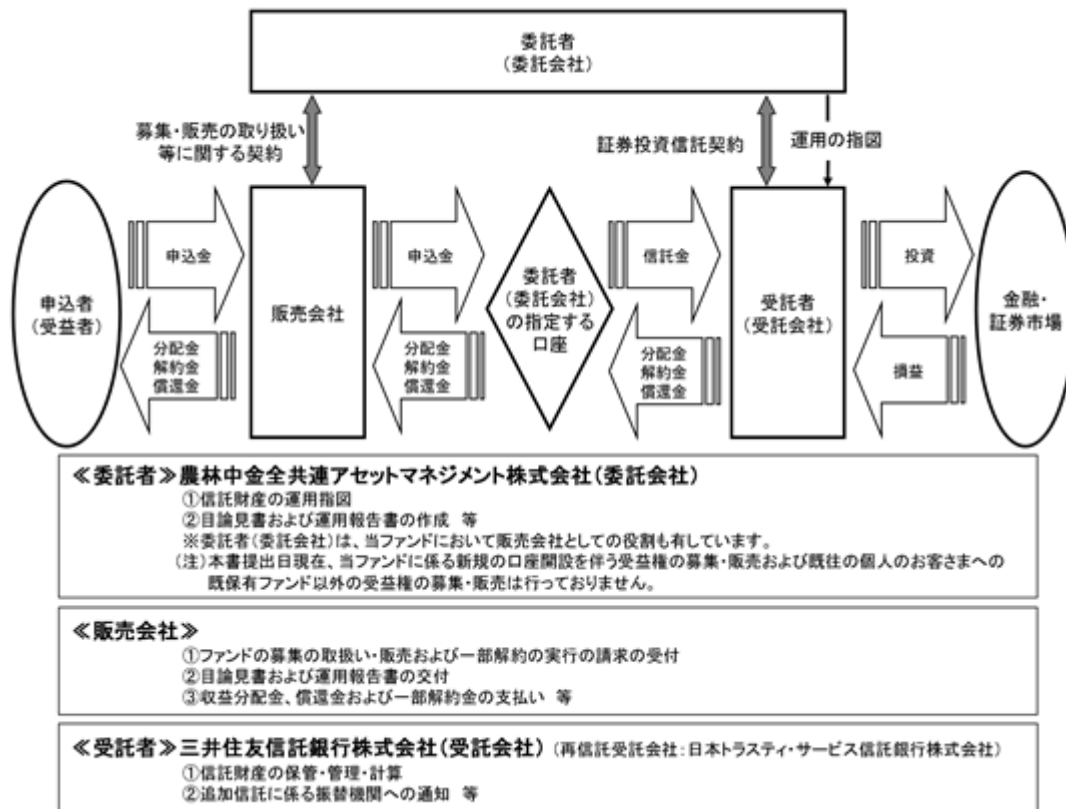 委託者
(委託会社)
募集・販売の取り扱い
等に関する契約
証券投資信託契約
運用の指図
申込者
(受益者)
申込金
分配金
解約金
償還金
販売会社
申込金
分配金
解約金
償還金
委託者
(委託会社)
の指定する
口座
信託金
分配金
解約金
償還金
受託者
(受託会社)
投資
損益
金融・
証券市場
≪委託者≫農林中金全共連アセットマネジメント株式会社(委託会社)
①信託財産の運用指図
②目論見書および運用報告書の作成 等
※委託者(委託会社)は、当ファンドにおいて販売会社としての役割も有しています。
(注)本書提出日現在、当ファンドに係る新規の口座開設を伴う受益権の募集・販売および既往の個人のお客さまへの
既保有ファンド以外の受益権の募集・販売は行っておりません。
≪販売会社≫
①ファンドの募集の取扱い・販売および一部解約の実行の請求の受付
②目論見書および運用報告書の交付
③収益分配金、償還金および一部解約金の支払い 等
≪受託者≫三井住友信託銀行株式会社(受託会社) (再信託受託会社:日本トラスティ・サービス信託銀行株式会社)
①信託財産の保管・管理・計算
②追加信託に係る振替機関への通知 等